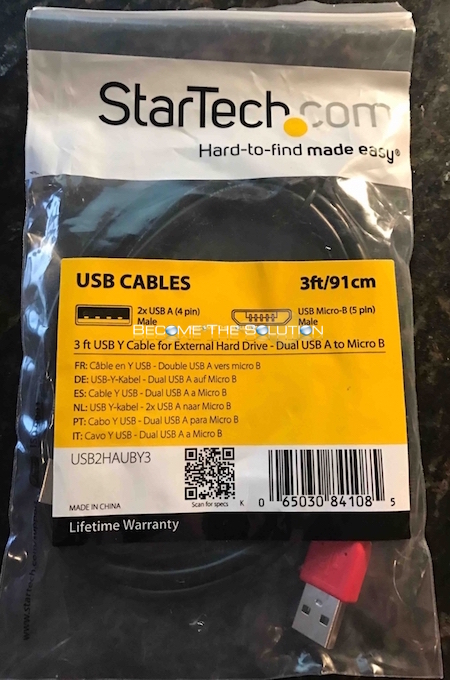 StarTech.com
Hard-to-find made easy®
USB CABLES 3ft/91cm
2x USB A (4 pin)
Male
USB Micro-B (5 pin)
Male
BECOME THE SOLUTION
3 ft USB Y Cable for External Hard Drive - Dual USB A to Micro B
FR: Câble en Y USB - Double USB A vers micro B
DE: USB-Y-Kabel - Dual USB A auf Micro B
ES: Cable Y USB - Dual USB A a Micro B
NL: USB Y-kabel - 2x USB A naar Micro B
PT: Cabo Y USB - Dual USB A para Micro B
IT: Cavo Y USB - Dual USB A a Micro B
USB2HAUBY3
MADE IN CHINA
Scan for specs
K
0 65030 84108 5
Lifetime Warranty
www.StarTech.com